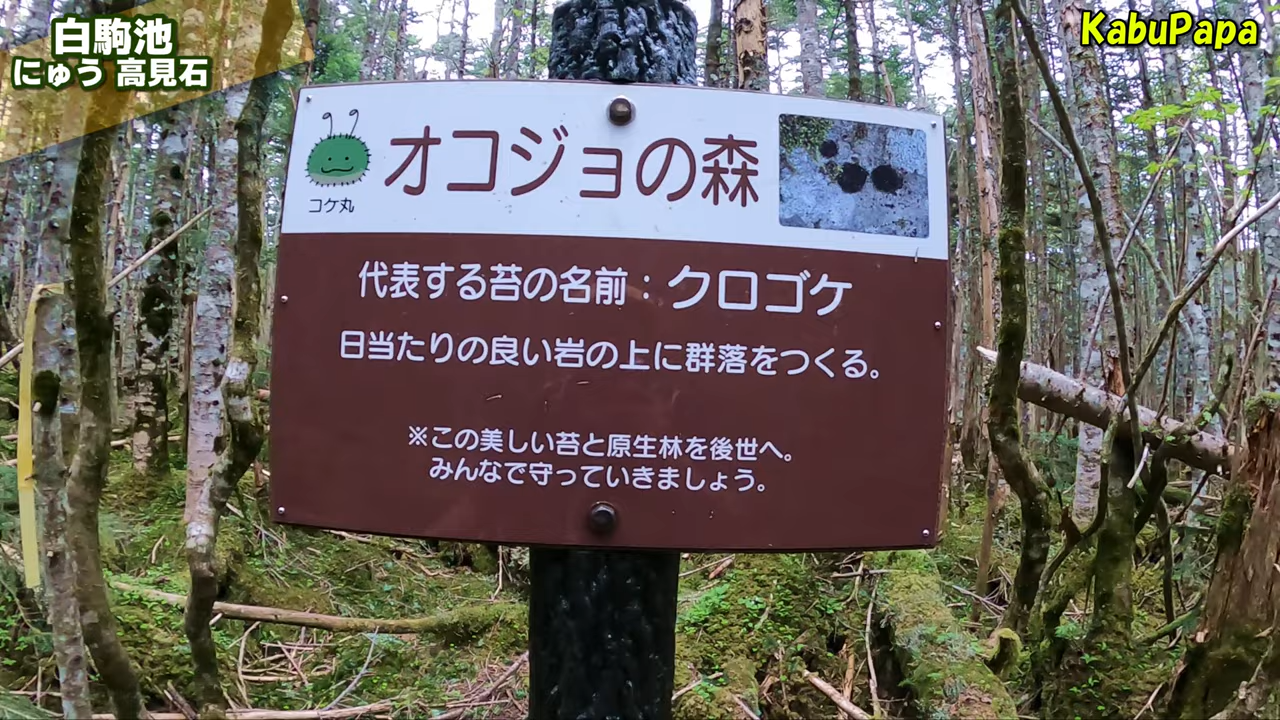 白駒池
にゅう 高見石
KabuPapa
オコジョの森
コケ丸
代表する苔の名前：クロゴケ
日当たりの良い岩の上に群落をつくる。
※この美しい苔と原生林を後世へ。
みんなで守っていきましょう。